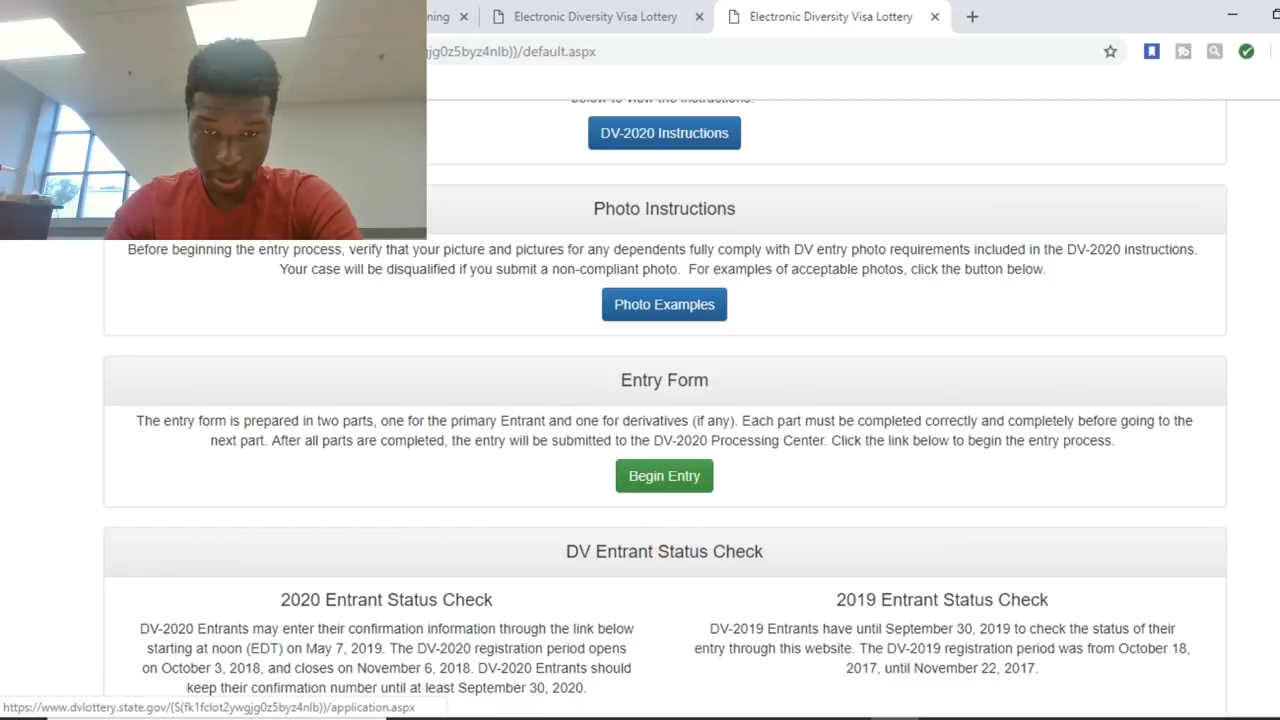 ning
Electronic Diversity Visa Lottery
Electronic Diversity Visa Lottery
gjg0z5byz4nlb))/default.aspx
below to view the instructions.
DV-2020 Instructions
Photo Instructions
Before beginning the entry process, verify that your picture and pictures for any dependents fully comply with DV entry photo requirements included in the DV-2020 instructions.
Your case will be disqualified if you submit a non-compliant photo. For examples of acceptable photos, click the button below.
Photo Examples
Entry Form
The entry form is prepared in two parts, one for the primary Entrant and one for derivatives (if any). Each part must be completed correctly and completely before going to the
next part. After all parts are completed, the entry will be submitted to the DV-2020 Processing Center. Click the link below to begin the entry process.
Begin Entry
DV Entrant Status Check
2020 Entrant Status Check
DV-2020 Entrants may enter their confirmation information through the link below
starting at noon (EDT) on May 7, 2019. The DV-2020 registration period opens
on October 3, 2018, and closes on November 6, 2018. DV-2020 Entrants should
keep their confirmation number until at least September 30, 2020.
2019 Entrant Status Check
DV-2019 Entrants have until September 30, 2019 to check the status of their
entry through this website. The DV-2019 registration period was from October 18,
2017, until November 22, 2017.
https://www.dvlottery.state.gov/(S(fk1fclot2ywgjg0z5byz4nlb))/application.aspx